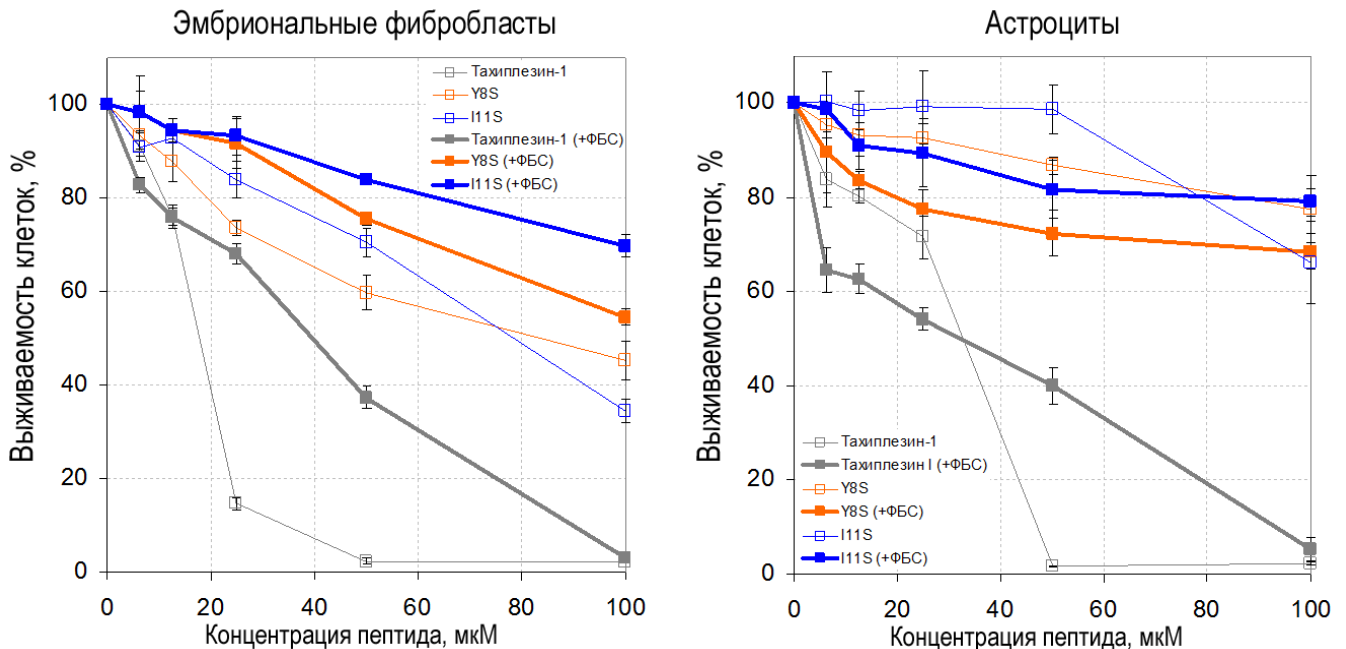 Эмбриональные фибробласты
Выживаемость клеток, %
100
80
60
40
20
0
Тахиплезин-1
Y8S
I11S
Тахиплезин-1 (+ФБС)
Y8S (+ФБС)
I11S (+ФБС)
0 20 40 60 80 100
Концентрация пептида, мкМ
Астроциты
Выживаемость клеток, %
100
80
60
40
20
0
Тахиплезин-1
Тахиплезин I (+ФБС)
Y8S
Y8S (+ФБС)
I11S
I11S (+ФБС)
0 20 40 60 80 100
Концентрация пептида, мкМ